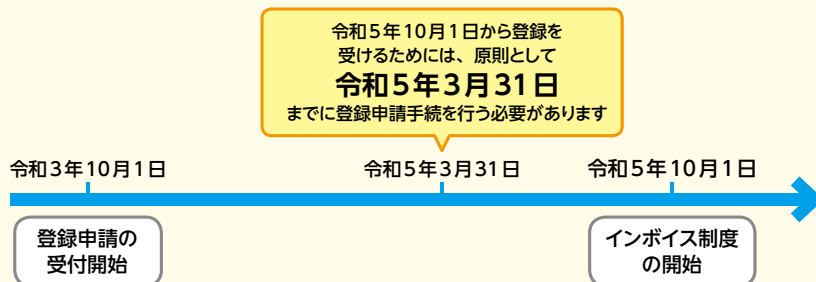 令和5年10月1日から登録を
受けるためには、原則として
令和5年3月31日
までに登録申請手続を行う必要があります
令和3年10月1日
令和5年3月31日
令和5年10月1日
登録申請の
受付開始
インボイス制度
の開始